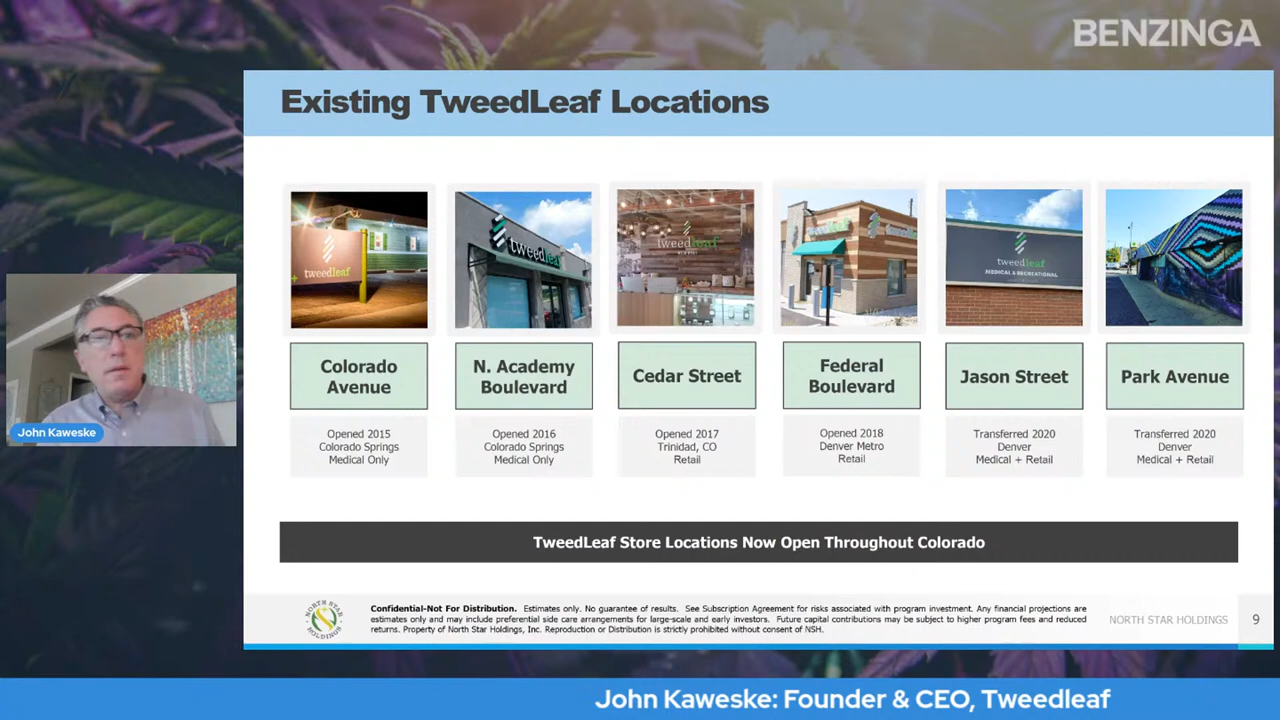 BENZINGA
Existing TweedLeaf Locations
tweedleaf
tweedleaf
tweedleaf
tweedleaf
tweedleaf
MEDICAL & RECREATIONAL
Colorado
Avenue
N. Academy
Boulevard
Cedar Street
Federal
Boulevard
Jason Street
Park Avenue
Opened 2015
Colorado Springs
Medical Only
Opened 2016
Colorado Springs
Medical Only
Opened 2017
Trinidad, CO
Retail
Opened 2018
Denver Metro
Retail
Transferred 2020
Denver
Medical + Retail
Transferred 2020
Denver
Medical + Retail
John Kaweske
TweedLeaf Store Locations Now Open Throughout Colorado
NORTH STAR
HOLDINGS
Confidential-Not For Distribution. Estimates only. No guarantee of results. See Subscription Agreement for risks associated with program investment. Any financial projections are
estimates only and may include preferential side care arrangements for large-scale and early investors. Future capital contributions may be subject to higher program fees and reduced
returns. Property of North Star Holdings, Inc. Reproduction or Distribution is strictly prohibited without consent of NSH.
NORTH STAR HOLDINGS
9
John Kaweske: Founder & CEO, Tweedleaf